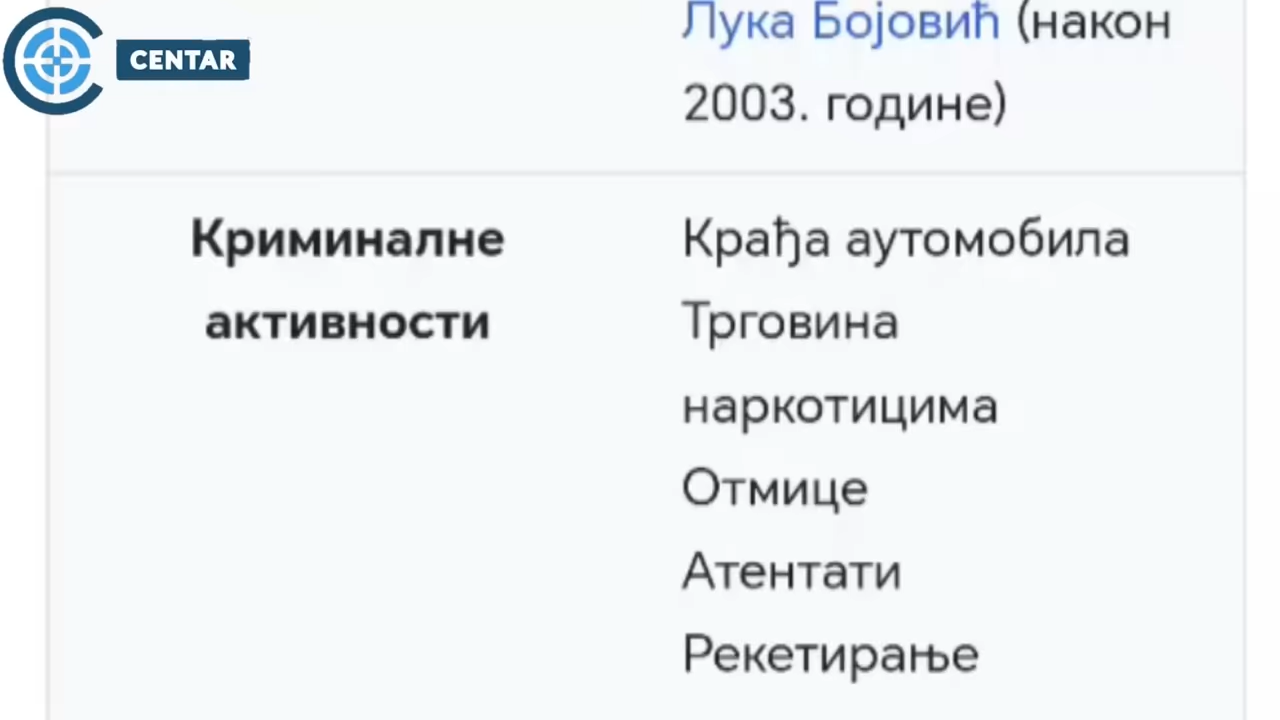 CENTAR
Лука Бојовић (након
2003. године)
Криминалне
активности
Крађа аутомобила
Трговина
наркотицима
Отмице
Атентати
Рекетирање